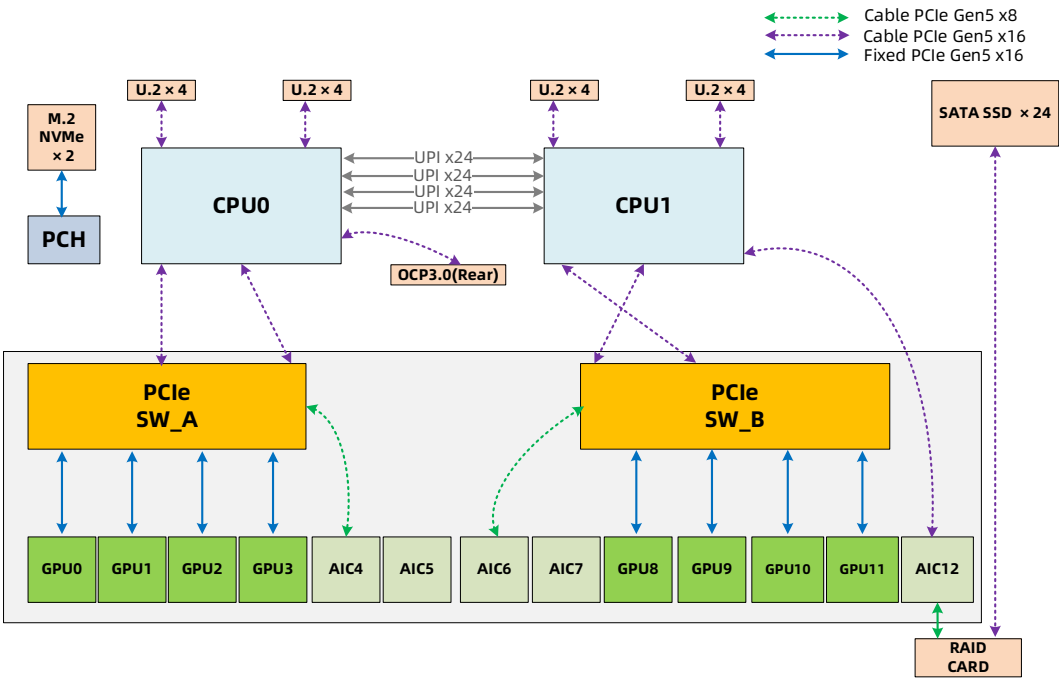 Cable PCIe Gen5 x8
Cable PCIe Gen5 x16
Fixed PCIe Gen5 x16
U.2 × 4
U.2 × 4
U.2 × 4
U.2 × 4
M.2
NVMe
× 2
SATA SSD × 24
PCH
CPU0
UPI x24
UPI x24
UPI x24
UPI x24
CPU1
OCP3.0(Rear)
PCIe
SW_A
PCIe
SW_B
GPU0
GPU1
GPU2
GPU3
AIC4
AIC5
AIC6
AIC7
GPU8
GPU9
GPU10
GPU11
AIC12
RAID
CARD